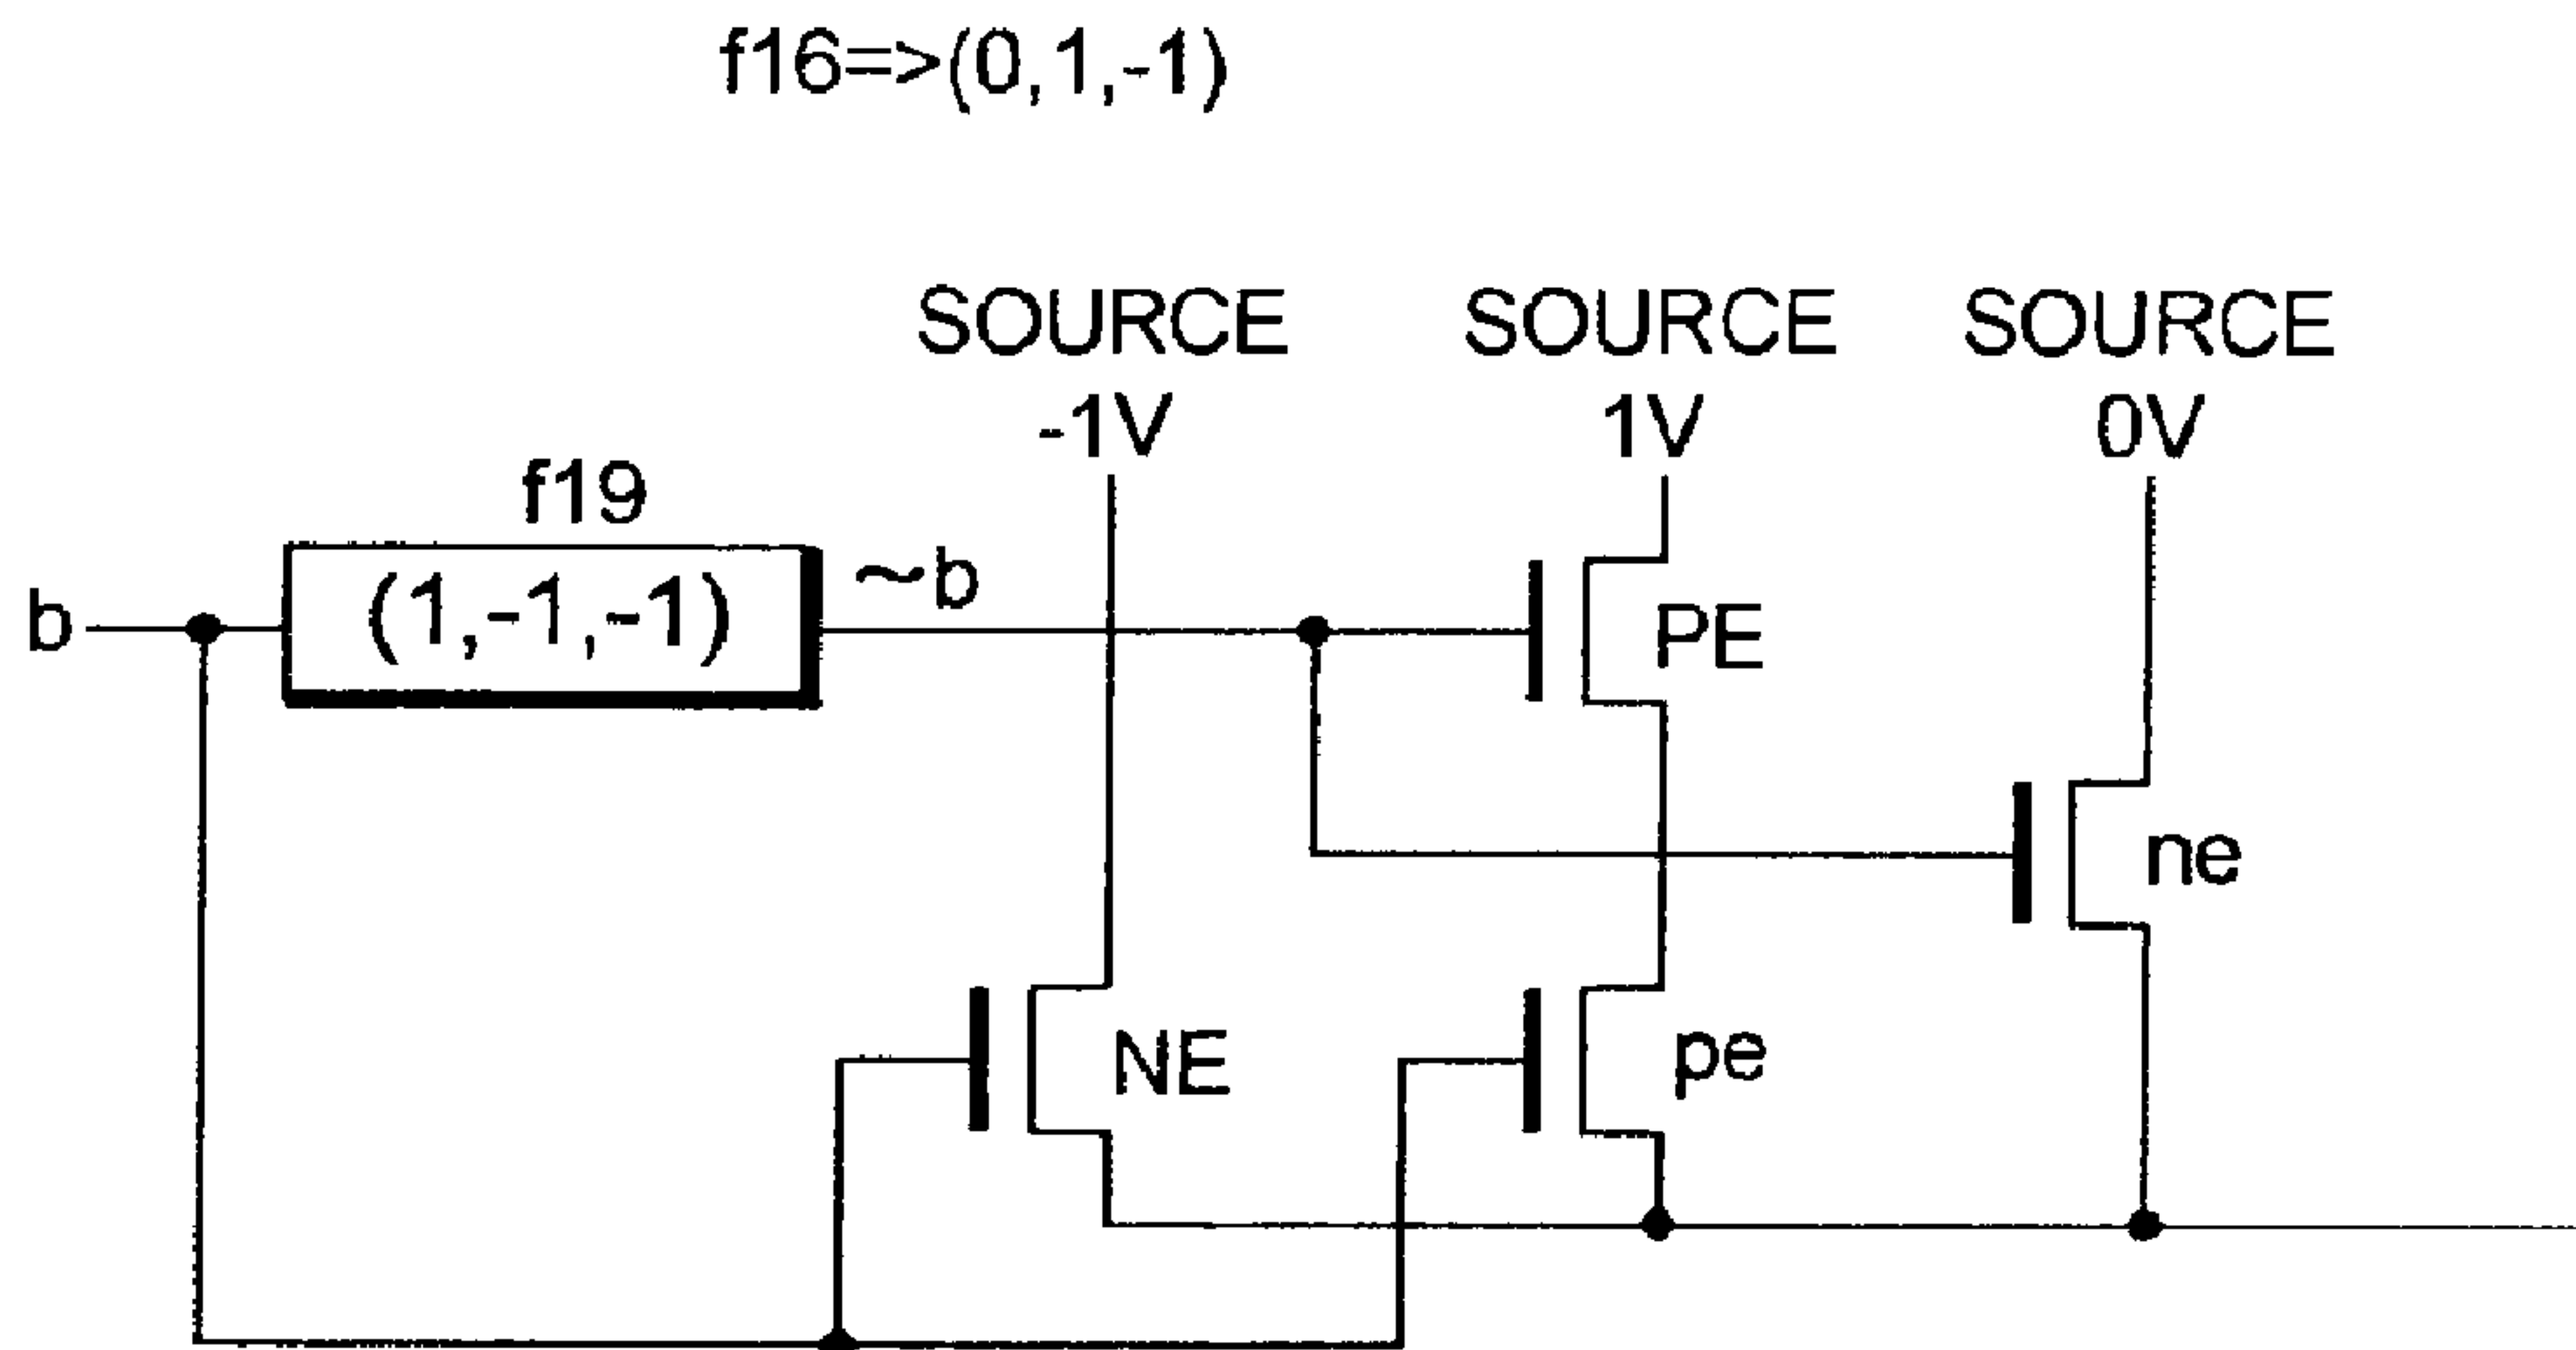 f16=>(0,1,-1)
SOURCE SOURCE SOURCE
-1V 1V 0V
f19
b (1,-1,-1) ~b
PE
ne
NE pe